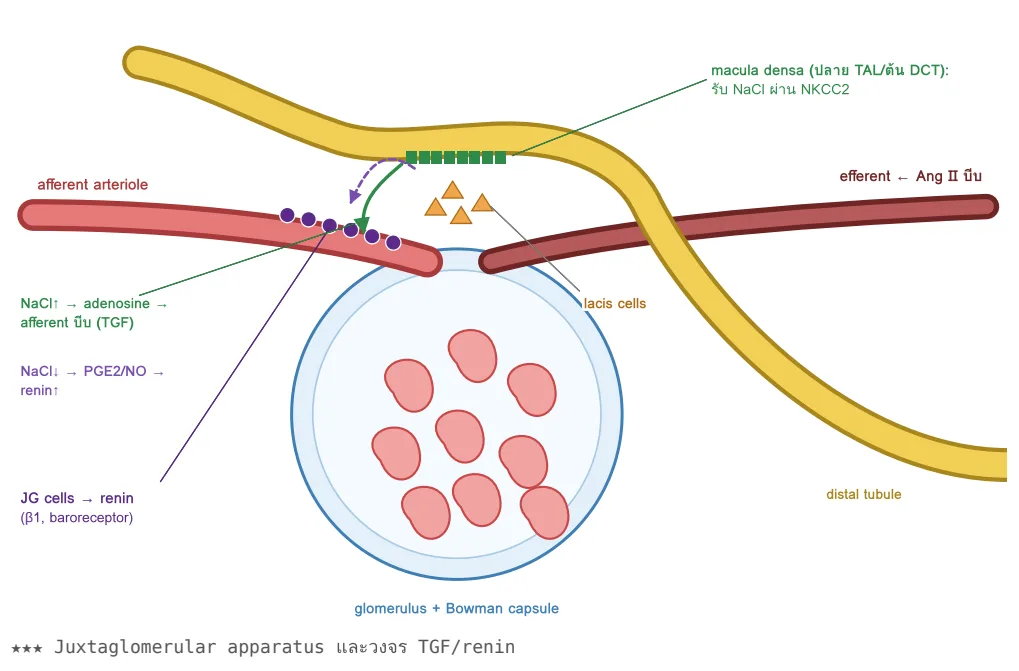 macula densa (ปลาย TAL/ต้น DCT):
รับ NaCl ผ่าน NKCC2
afferent arteriole
efferent ← Ang II บีบ
NaCl↑ → adenosine →
afferent บีบ (TGF)
lacis cells
NaCl↓ → PGE2/NO →
renin↑
JG cells → renin
(β1, baroreceptor)
distal tubule
glomerulus + Bowman capsule
★★★ Juxtaglomerular apparatus และวงจร TGF/renin